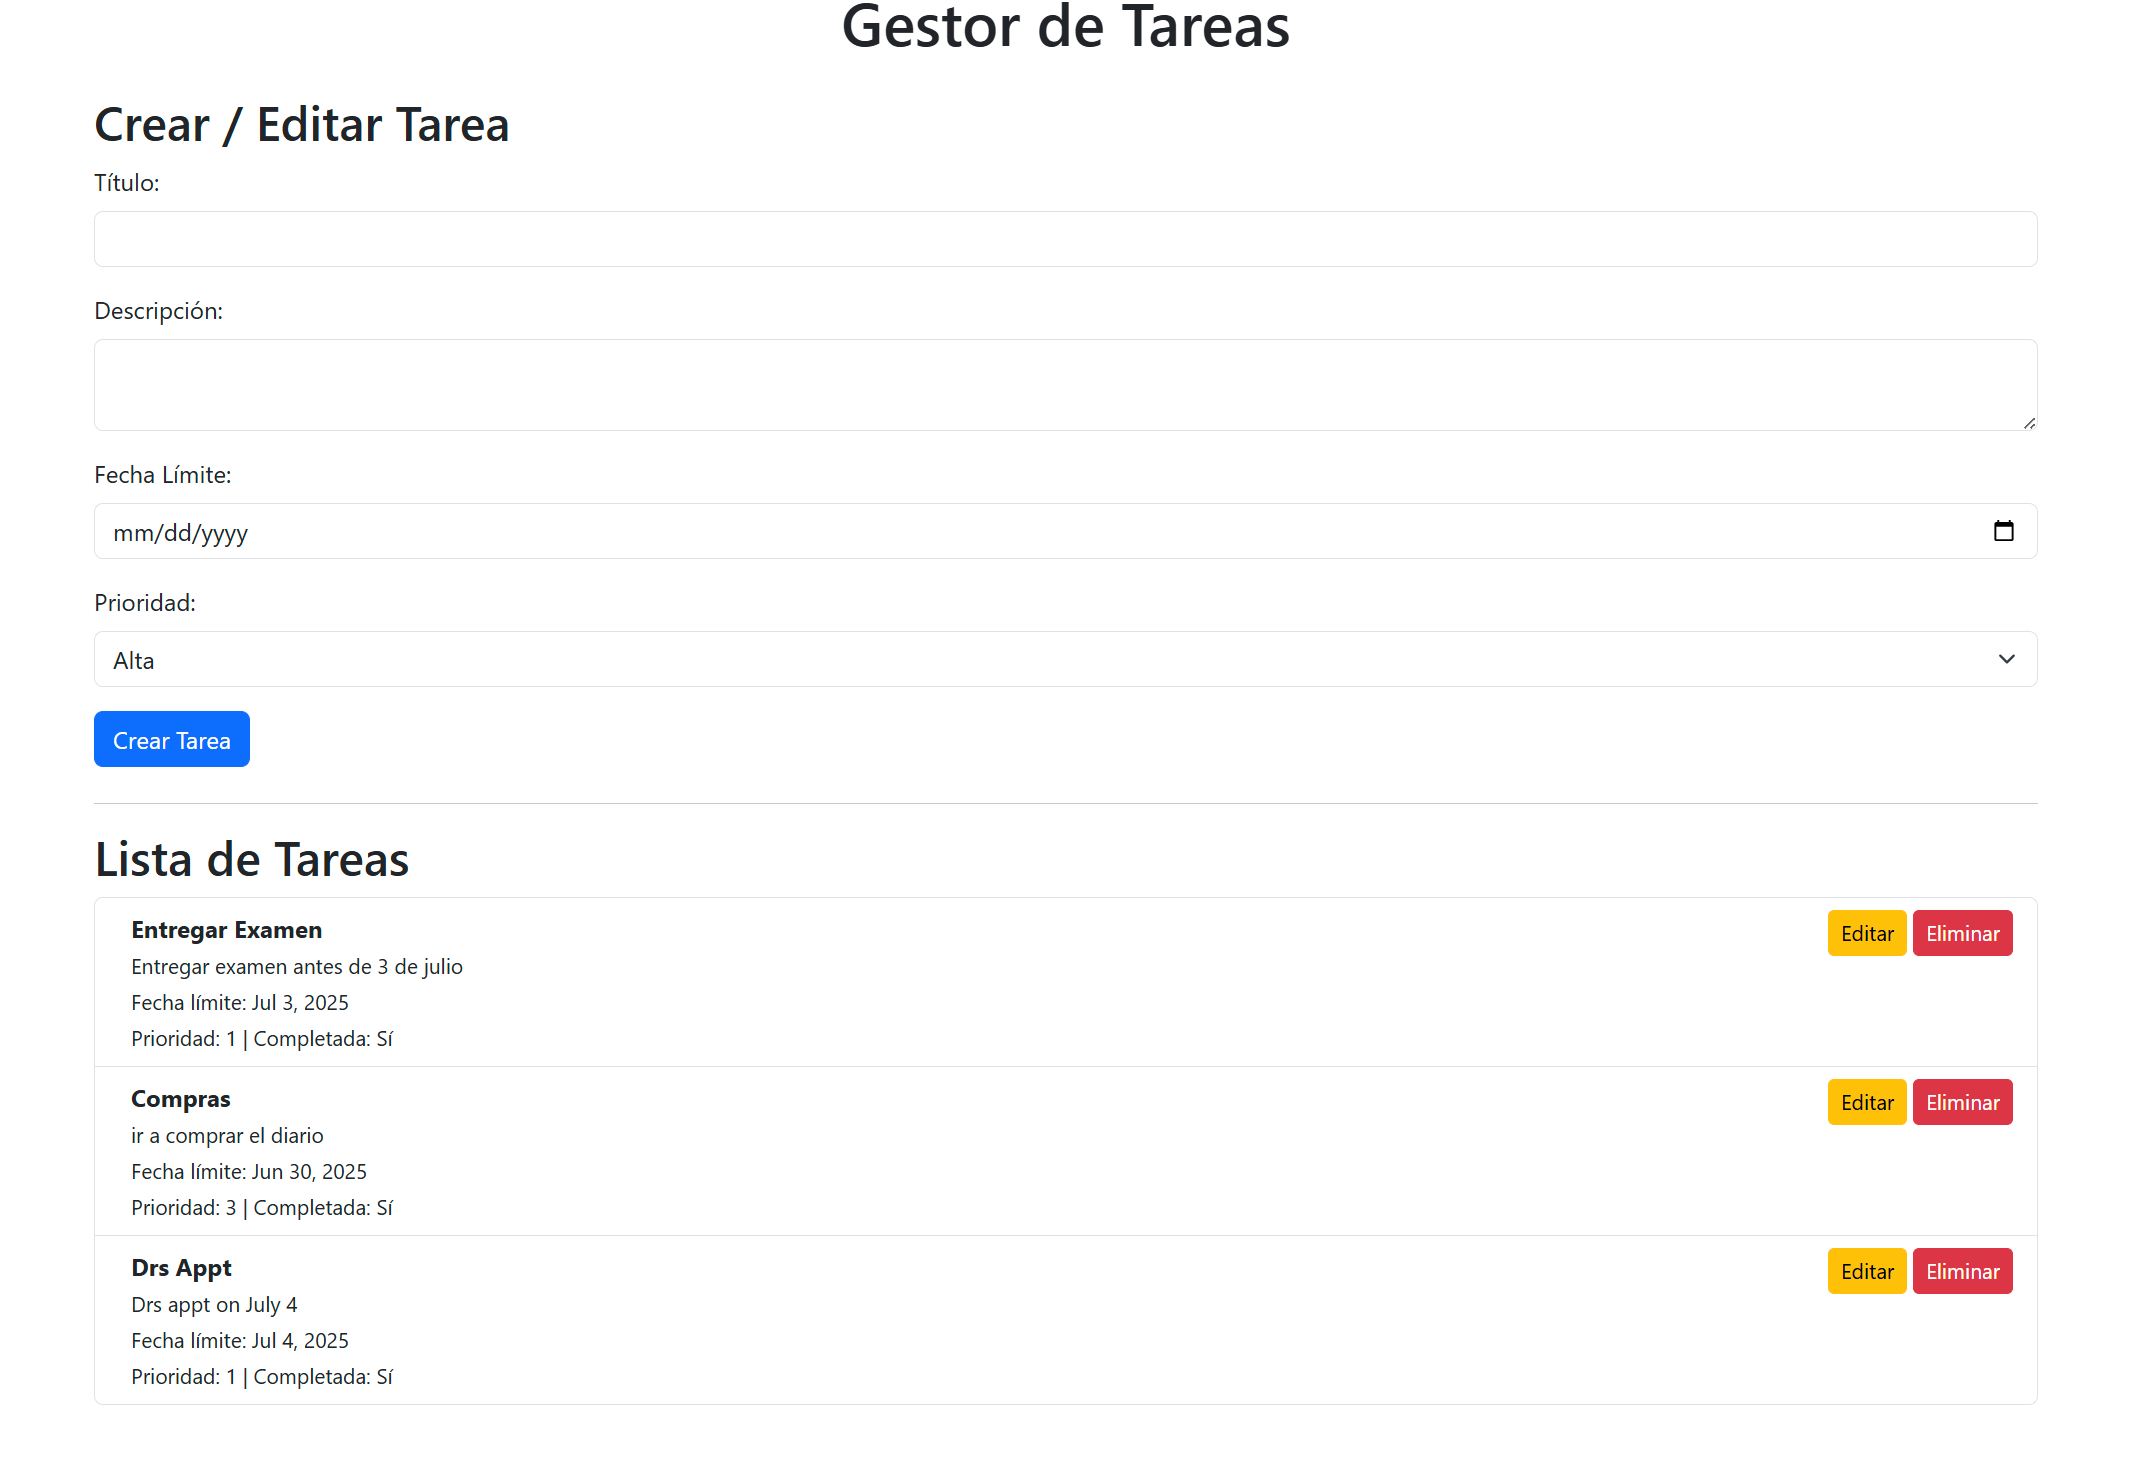 Gestor de Tareas
Crear / Editar Tarea
Título:
Descripción:
Fecha Límite:
mm/dd/yyyy
Prioridad:
Alta
Crear Tarea
Lista de Tareas
Entregar Examen
Editar Eliminar
Entregar examen antes de 3 de julio
Fecha límite: Jul 3, 2025
Prioridad: 1 | Completada: Sí
Compras
Editar Eliminar
ir a comprar el diario
Fecha límite: Jun 30, 2025
Prioridad: 3 | Completada: Sí
Drs Appt
Editar Eliminar
Drs appt on July 4
Fecha límite: Jul 4, 2025
Prioridad: 1 | Completada: Sí